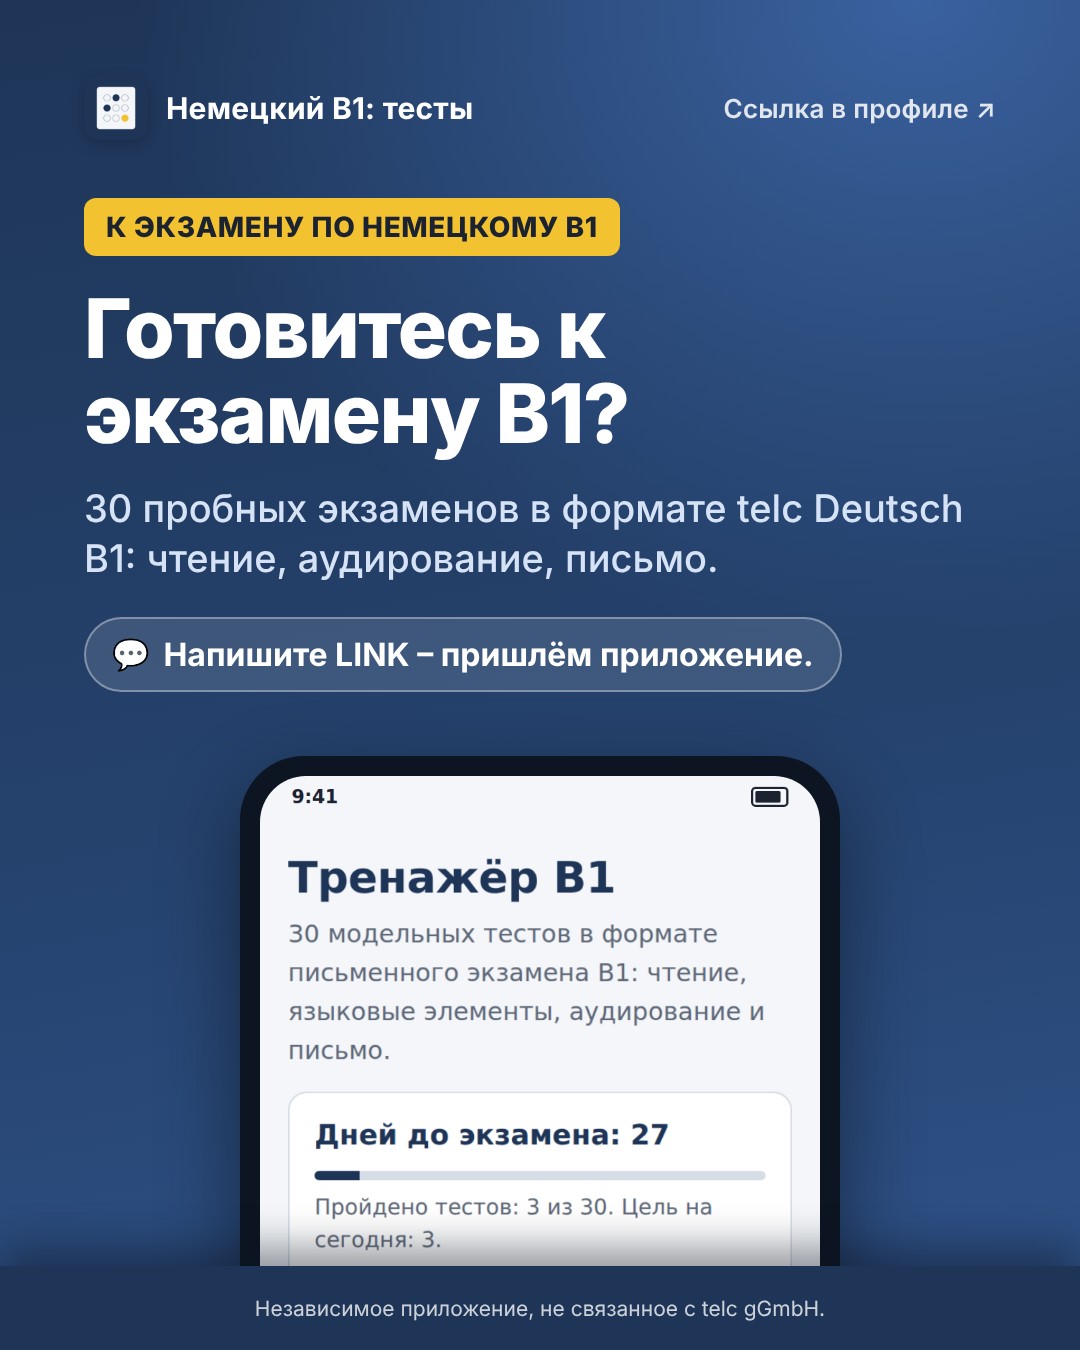 Немецкий B1: тесты
Ссылка в профиле ↗
К ЭКЗАМЕНУ ПО НЕМЕЦКОМУ B1
Готовитесь к
экзамену B1?
30 пробных экзаменов в формате telc Deutsch
B1: чтение, аудирование, письмо.
💬 Напишите LINK – пришлём приложение.
9:41
Тренажёр B1
30 модельных тестов в формате
письменного экзамена B1: чтение,
языковые элементы, аудирование и
письмо.
Дней до экзамена: 27
Пройдено тестов: 3 из 30. Цель на
сегодня: 3.
Независимое приложение, не связанное с telc gGmbH.